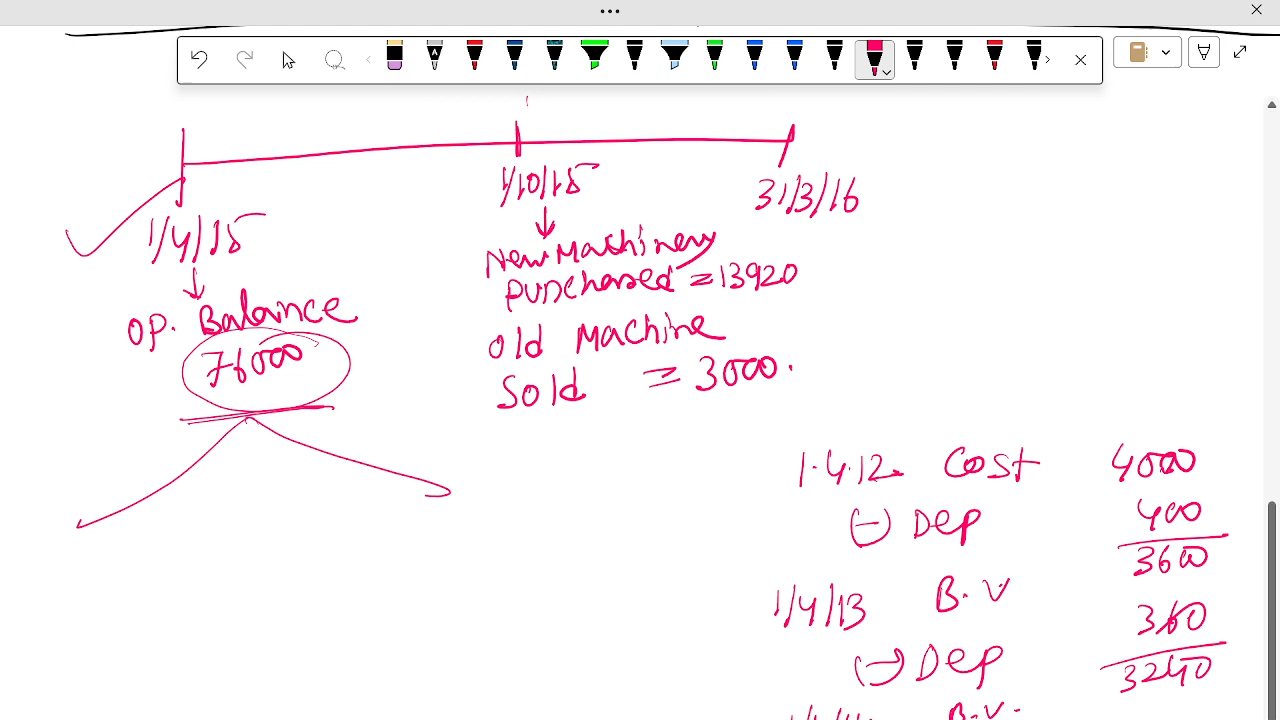 1/4/15
1/10/15
31/3/16
OP. Balance
76000
New Machinery
purchased = 13920
Old Machine
Sold = 3000.
1.4.12. Cost 4000
(-) Dep 400
3600
1/4/13 B.V
360
(-) Dep
3240
B.V.